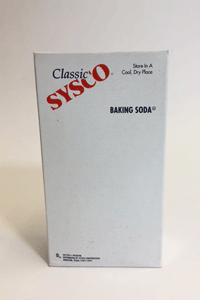 Classic
SYSCO
Store In A
Cool, Dry Place
BAKING SODA